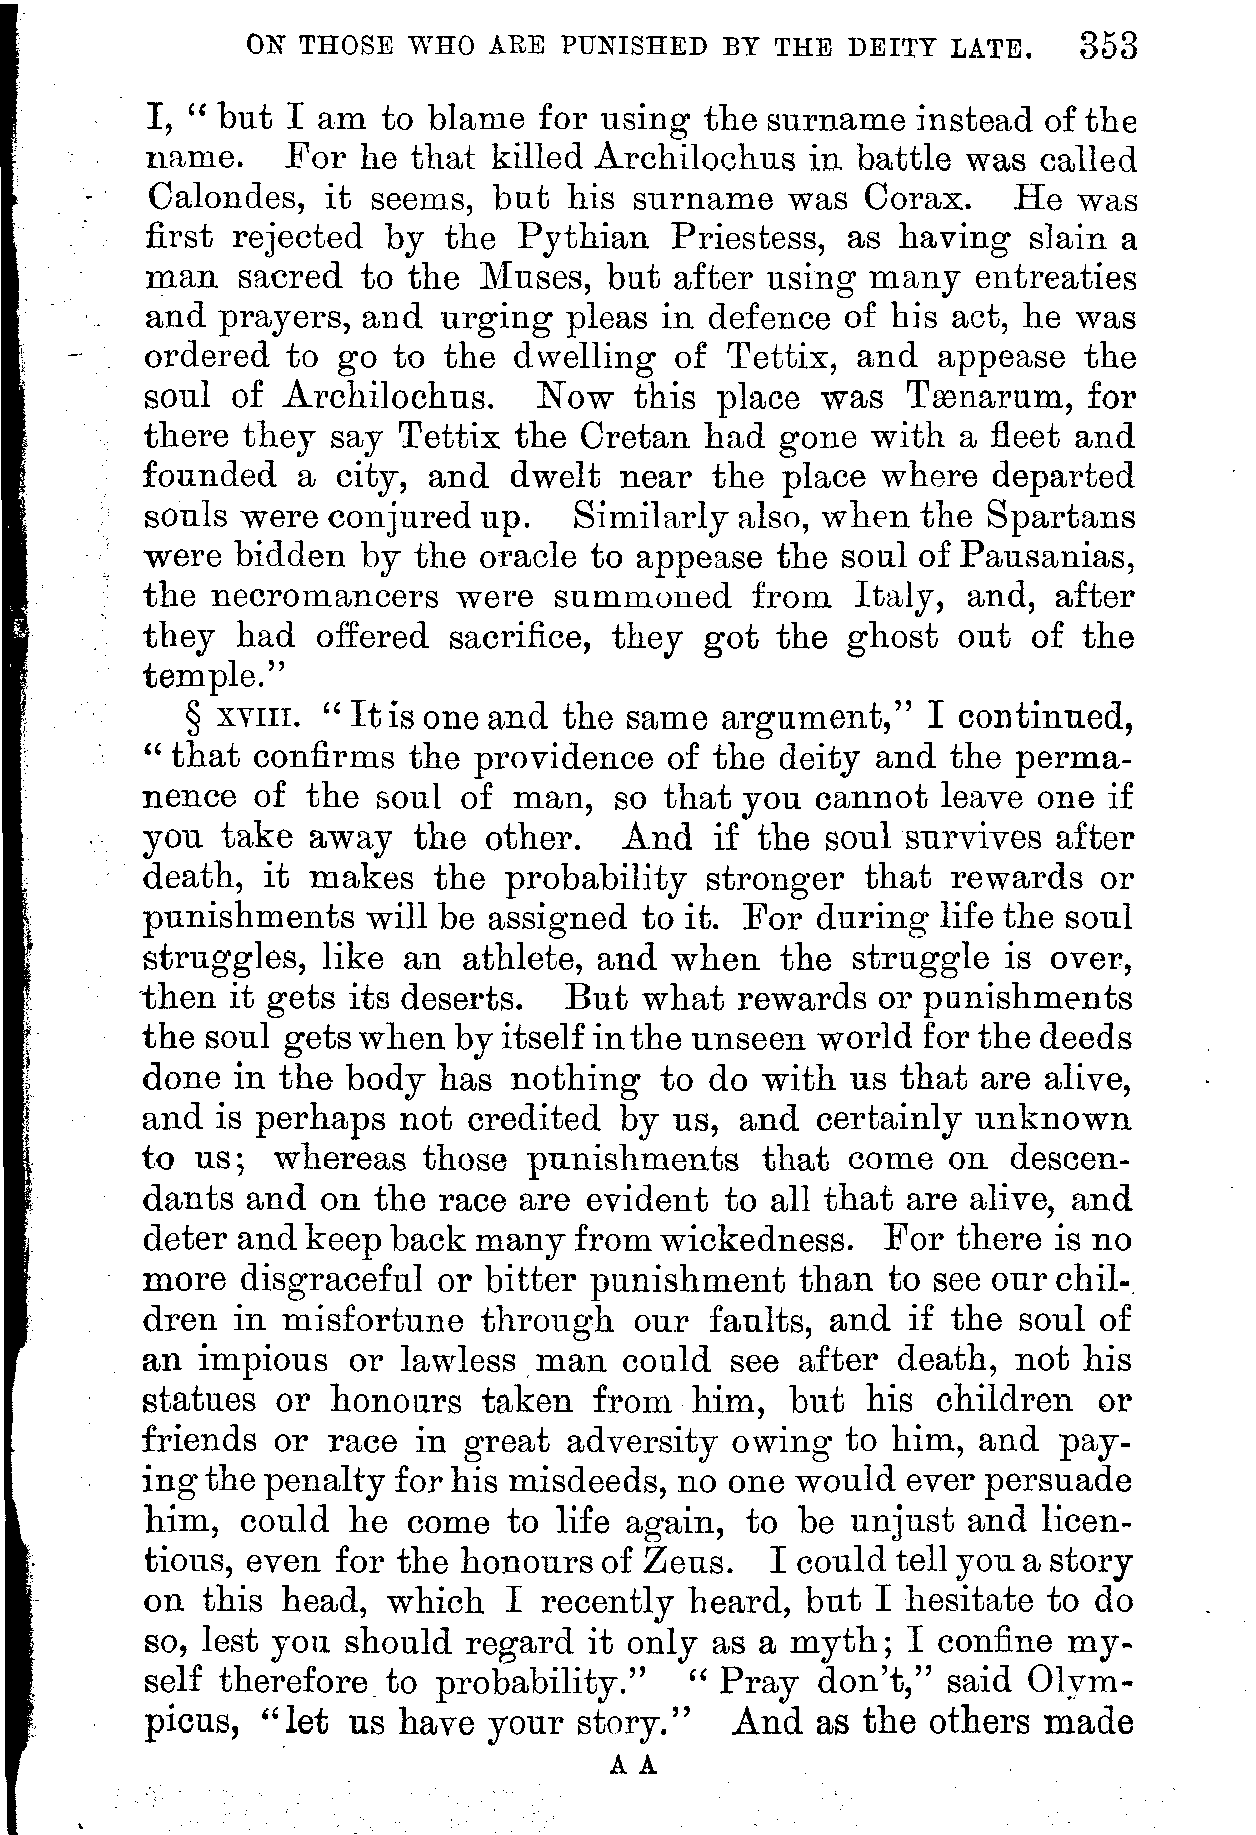 ON THOSE WHO ARE PUNISHED BY THE DEITY LATE. 353
I, “ but I am to blame for using the surname instead of the
name. For he that killed Archilochus in battle was called
Calondes, it seems, but his surname was Corax. He was
first rejected by the Pythian Priestess, as having slain a
man sacred to the Muses, but after using many entreaties
and prayers, and urging pleas in defence of his act, he was
ordered to go to the dwelling of Tettix, and appease the
soul of Archilochus. Now this place was Tænarum, for
there they say Tettix the Cretan had gone with a fleet and
founded a city, and dwelt near the place where departed
souls were conjured up. Similarly also, when the Spartans
were bidden by the oracle to appease the soul of Pausanias,
the necromancers were summoned from Italy, and, after
they had offered sacrifice, they got the ghost out of the
temple.”
§ XVIII. “ It is one and the same argument,” I continued,
“ that confirms the providence of the deity and the perma-
nence of the soul of man, so that you cannot leave one if
you take away the other. And if the soul survives after
death, it makes the probability stronger that rewards or
punishments will be assigned to it. For during life the soul
struggles, like an athlete, and when the struggle is over,
then it gets its deserts. But what rewards or punishments
the soul gets when by itself in the unseen world for the deeds
done in the body has nothing to do with us that are alive,
and is perhaps not credited by us, and certainly unknown
to us; whereas those punishments that come on descen-
dants and on the race are evident to all that are alive, and
deter and keep back many from wickedness. For there is no
more disgraceful or bitter punishment than to see our chil-
dren in misfortune through our faults, and if the soul of
an impious or lawless man could see after death, not his
statues or honours taken from him, but his children or
friends or race in great adversity owing to him, and pay-
ing the penalty for his misdeeds, no one would ever persuade
him, could he come to life again, to be unjust and licen-
tious, even for the honours of Zeus. I could tell you a story
on this head, which I recently heard, but I hesitate to do
so, lest you should regard it only as a myth; I confine my-
self therefore to probability.” “ Pray don’t,” said Olym-
picus, “let us have your story.” And as the others made
A A